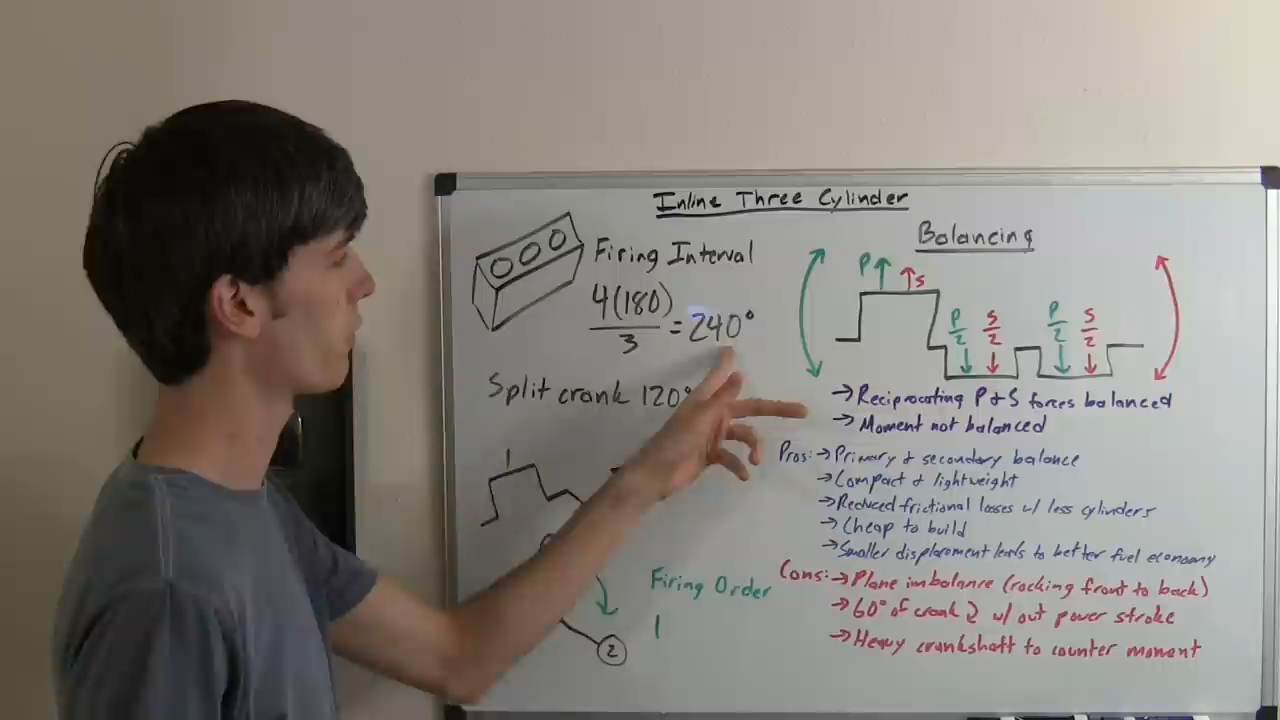 Inline Three Cylinder
Firing Interval
4(180)
3
= 240°
Split crank 120°
1
2
Firing Order
1
Balancing
P S
P/2 S/2 P/2 S/2
→ Reciprocating P & S forces balanced
→ Moment not balanced
Pros: → Primary & secondary balance
→ Compact & lightweight
→ Reduced frictional losses w/ less cylinders
→ Cheap to build
→ Smaller displacement leads to better fuel economy
Cons: → Plane imbalance (rocking front to back)
→ 60° of crank w/out power stroke
→ Heavy crankshaft to counter moment